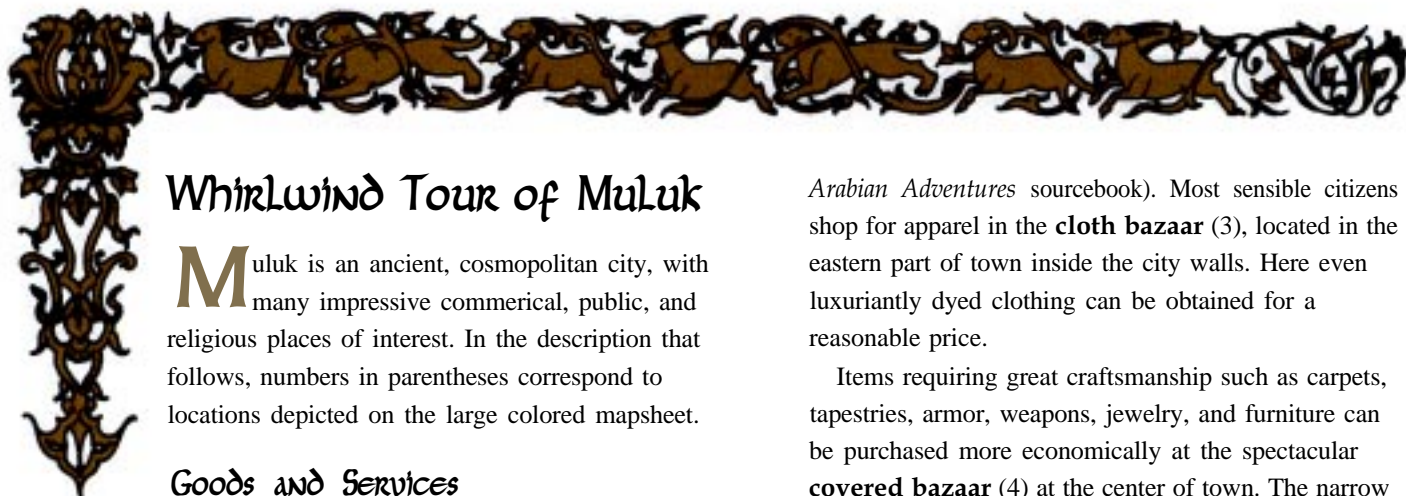 Whirlwind Tour of Muluk
Muluk is an ancient, cosmopolitan city, with
many impressive commerical, public, and
religious places of interest. In the description that
follows, numbers in parentheses correspond to
locations depicted on the large colored mapsheet.
Goods and Services
Arabian Adventures sourcebook). Most sensible citizens
shop for apparel in the cloth bazaar (3), located in the
eastern part of town inside the city walls. Here even
luxuriantly dyed clothing can be obtained for a
reasonable price.
Items requiring great craftsmanship such as carpets,
tapestries, armor, weapons, jewelry, and furniture can
be purchased more economically at the spectacular
covered bazaar (4) at the center of town. The narrow